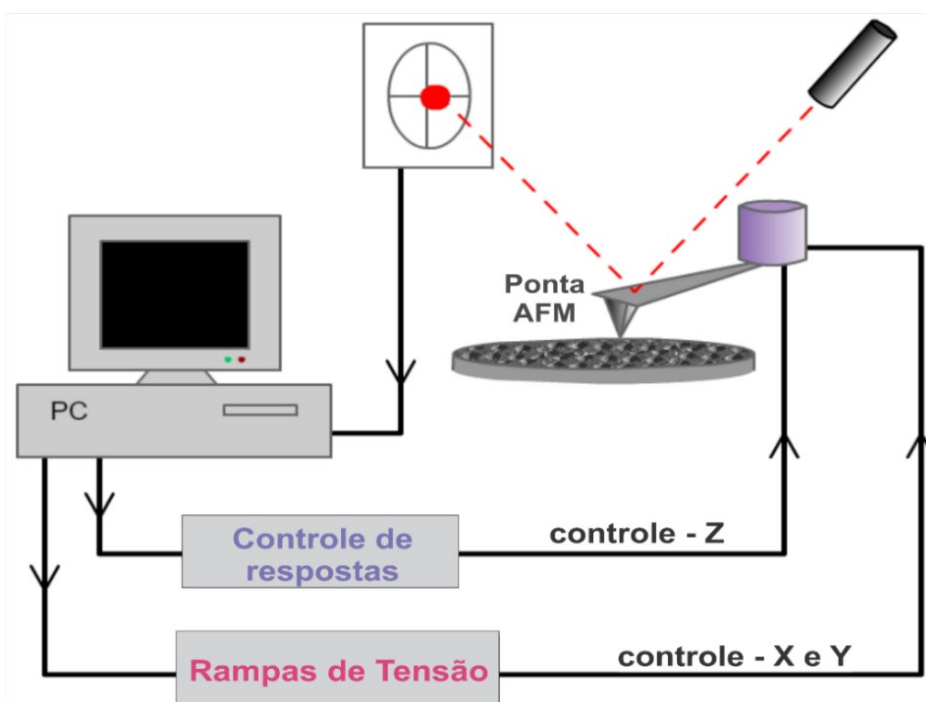 Ponta
AFM
PC
Controle de
respostas
controle - Z
Rampas de Tensão
controle - X e Y